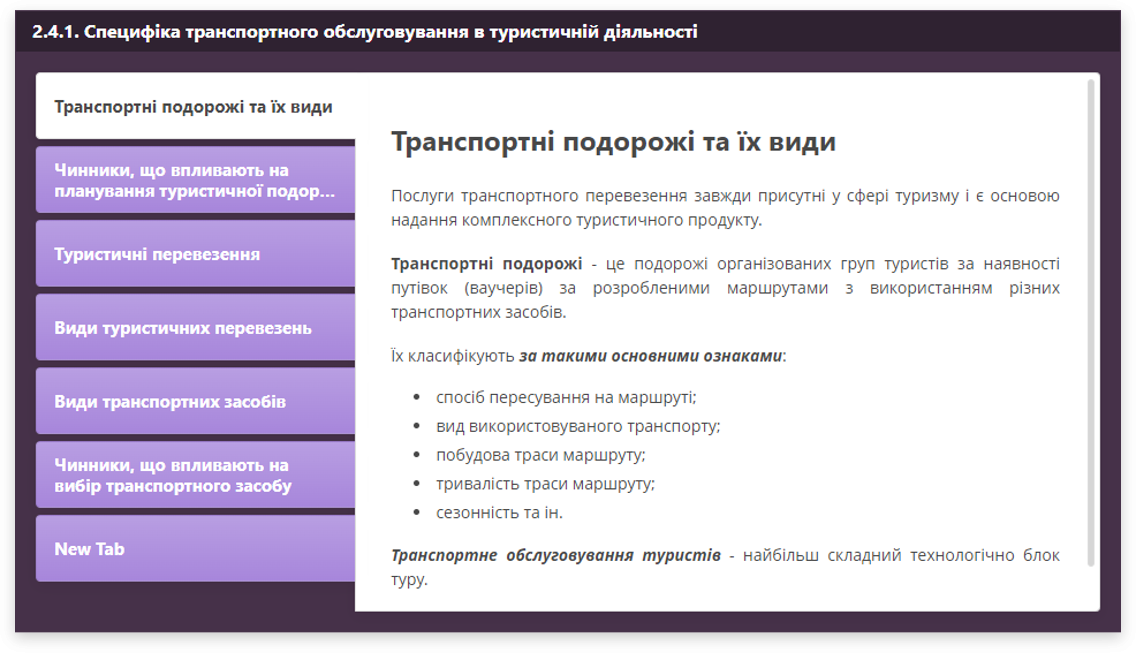 2.4.1. Специфіка транспортного обслуговування в туристичній діяльності
Транспортні подорожі та їх види
Чинники, що впливають на
планування туристичної подор...
Туристичні перевезення
Види туристичних перевезень
Види транспортних засобів
Чинники, що впливають на
вибір транспортного засобу
New Tab
Транспортні подорожі та їх види
Послуги транспортного перевезення завжди присутні у сфері туризму і є основою
надання комплексного туристичного продукту.
Транспортні подорожі - це подорожі організованих груп туристів за наявності
путівок (ваучерів) за розробленими маршрутами з використанням різних
транспортних засобів.
Їх класифікують за такими основними ознаками:
• спосіб пересування на маршруті;
• вид використовуваного транспорту;
• побудова траси маршруту;
• тривалість траси маршруту;
• сезонність та ін.
Транспортне обслуговування туристів - найбільш складний технологічно блок
туру.